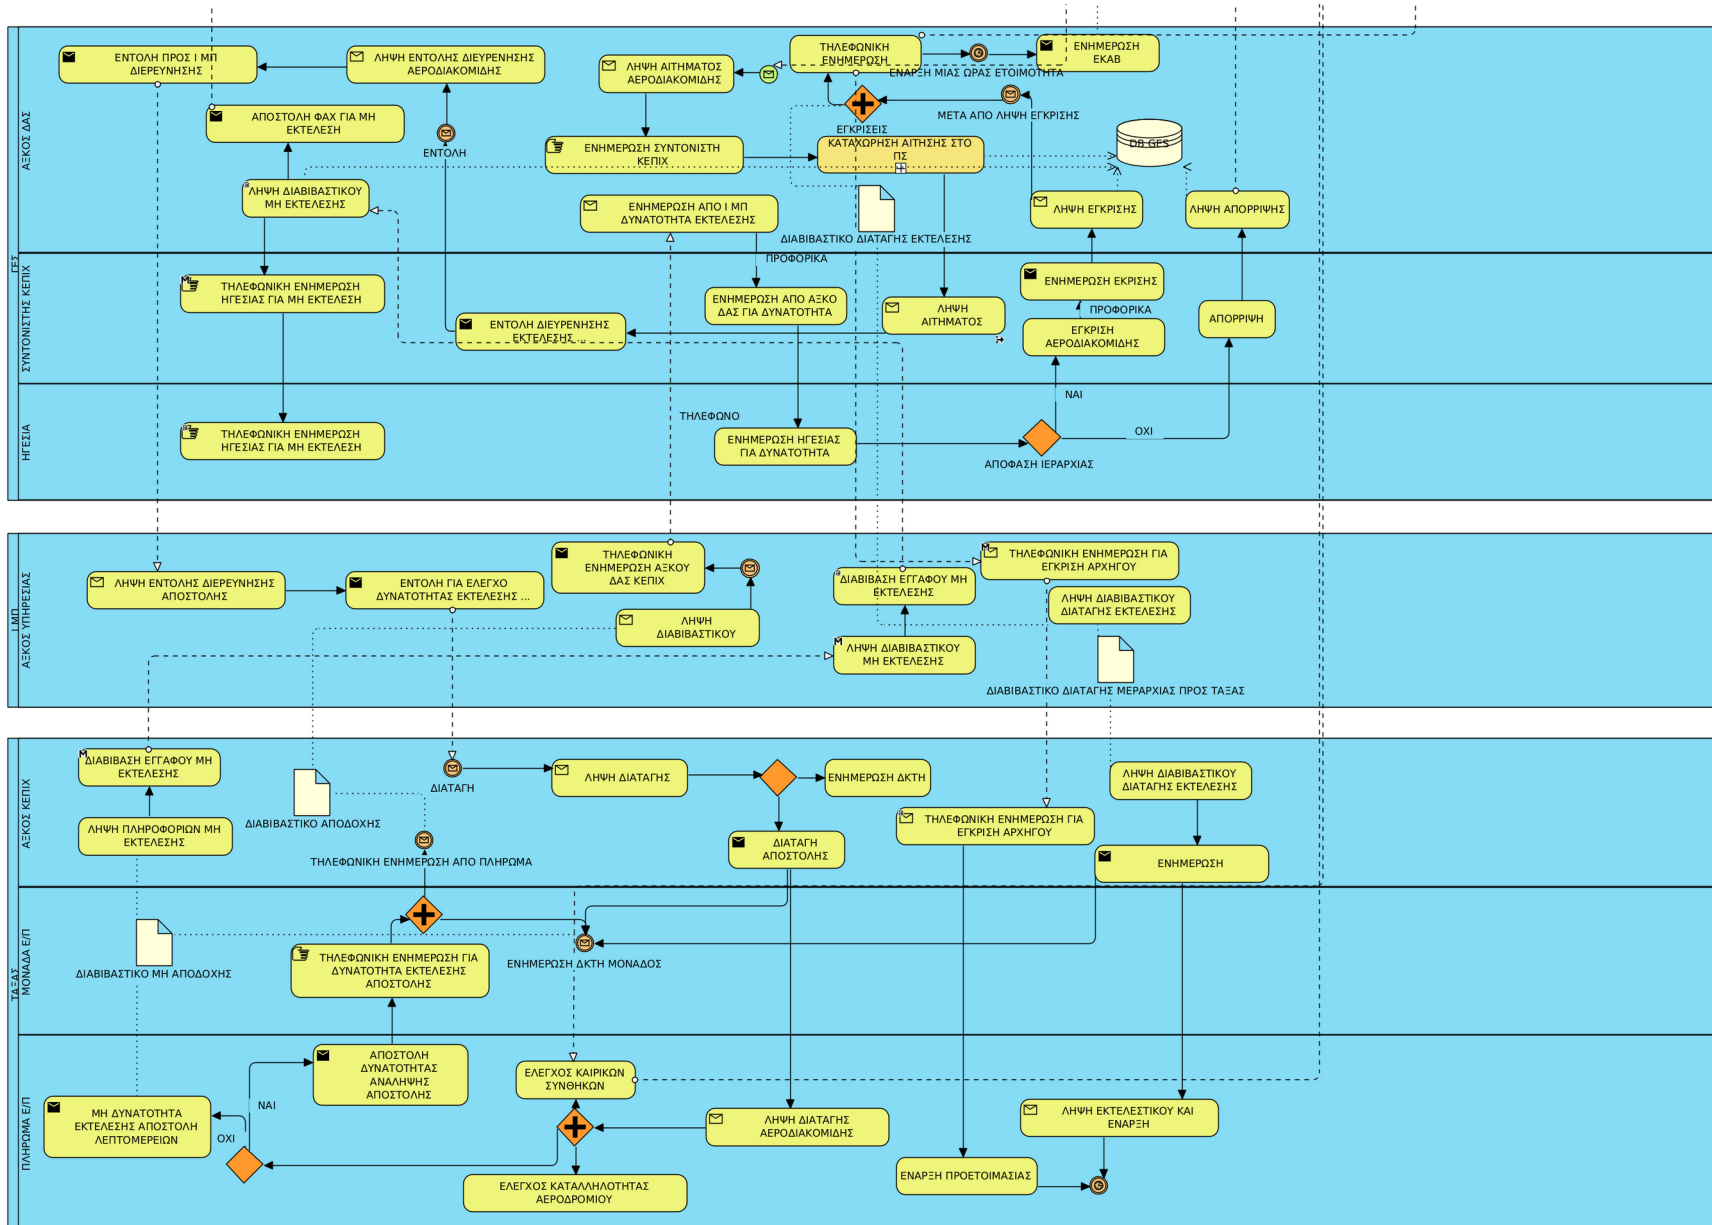 ΕΝΤΟΛΗ ΠΡΟΣ Ι ΜΠ
ΔΙΕΡΕΥΝΗΣΗΣ
ΛΗΨΗ ΕΝΤΟΛΗΣ ΔΙΕΥΡΕΝΗΣΗΣ
ΑΕΡΟΔΙΑΚΟΜΙΔΗΣ
ΛΗΨΗ ΑΙΤΗΜΑΤΟΣ
ΑΕΡΟΔΙΑΚΟΜΙΔΗΣ
ΤΗΛΕΦΩΝΙΚΗ
ΕΝΗΜΕΡΩΣΗ
ΕΝΑΡΞΗ ΜΙΑΣ ΩΡΑΣ ΕΤΟΙΜΟΤΗΤΑ
ΕΝΗΜΕΡΩΣΗ
ΕΚΑΒ
ΑΠΟΣΤΟΛΗ ΦΑΧ ΓΙΑ ΜΗ
ΕΚΤΕΛΕΣΗ
ΕΝΤΟΛΗ
ΕΓΚΡΙΣΕΙΣ
ΜΕΤΑ ΑΠΟ ΛΗΨΗ ΕΓΚΡΙΣΗΣ
ΕΝΗΜΕΡΩΣΗ ΣΥΝΤΟΝΙΣΤΗ
ΚΕΠΙΧ
ΚΑΤΑΧΩΡΗΣΗ ΑΙΤΗΣΗΣ ΣΤΟ
ΠΣ
DB GES
ΑΞΚΟΣ ΔΑΣ
ΛΗΨΗ ΔΙΑΒΙΒΑΣΤΙΚΟΥ
ΜΗ ΕΚΤΕΛΕΣΗΣ
ΕΝΗΜΕΡΩΣΗ ΑΠΟ Ι ΜΠ
ΔΥΝΑΤΟΤΗΤΑ ΕΚΤΕΛΕΣΗΣ
ΔΙΑΒΙΒΑΣΤΙΚΟ ΔΙΑΤΑΓΗΣ ΕΚΤΕΛΕΣΗΣ
ΛΗΨΗ ΕΓΚΡΙΣΗΣ
ΛΗΨΗ ΑΠΟΡΡΙΨΗΣ
ΓΕΣ
ΠΡΟΦΟΡΙΚΑ
ΣΥΝΤΟΝΙΣΤΗΣ ΚΕΠΙΧ
ΤΗΛΕΦΩΝΙΚΗ ΕΝΗΜΕΡΩΣΗ
ΗΓΕΣΙΑΣ ΓΙΑ ΜΗ ΕΚΤΕΛΕΣΗ
ΕΝΤΟΛΗ ΔΙΕΥΡΕΝΗΣΗΣ
ΕΚΤΕΛΕΣΗΣ ...
ΕΝΗΜΕΡΩΣΗ ΑΠΟ ΑΞΚΟ
ΔΑΣ ΓΙΑ ΔΥΝΑΤΟΤΗΤΑ
ΛΗΨΗ
ΑΙΤΗΜΑΤΟΣ
ΕΝΗΜΕΡΩΣΗ ΕΚΡΙΣΗΣ
ΠΡΟΦΟΡΙΚΑ
ΕΓΚΡΙΣΗ
ΑΕΡΟΔΙΑΚΟΜΙΔΗΣ
ΑΠΟΡΡΙΨΗ
ΗΓΕΣΙΑ
ΤΗΛΕΦΩΝΙΚΗ ΕΝΗΜΕΡΩΣΗ
ΗΓΕΣΙΑΣ ΓΙΑ ΜΗ ΕΚΤΕΛΕΣΗ
ΤΗΛΕΦΩΝΟ
ΕΝΗΜΕΡΩΣΗ ΗΓΕΣΙΑΣ
ΓΙΑ ΔΥΝΑΤΟΤΗΤΑ
ΝΑΙ
ΟΧΙ
ΑΠΟΦΑΣΗ ΙΕΡΑΡΧΙΑΣ
Ι ΜΠ
ΑΞΚΟΣ ΥΠΗΡΕΣΙΑΣ
ΛΗΨΗ ΕΝΤΟΛΗΣ ΔΙΕΡΕΥΝΗΣΗΣ
ΑΠΟΣΤΟΛΗΣ
ΕΝΤΟΛΗ ΓΙΑ ΕΛΕΓΧΟ
ΔΥΝΑΤΟΤΗΤΑΣ ΕΚΤΕΛΕΣΗΣ ...
ΤΗΛΕΦΩΝΙΚΗ
ΕΝΗΜΕΡΩΣΗ ΑΞΚΟΥ
ΔΑΣ ΚΕΠΙΧ
ΛΗΨΗ
ΔΙΑΒΙΒΑΣΤΙΚΟΥ
ΔΙΑΒΙΒΑΣΗ ΕΓΓΑΦΟΥ ΜΗ
ΕΚΤΕΛΕΣΗΣ
ΛΗΨΗ ΔΙΑΒΙΒΑΣΤΙΚΟΥ
ΜΗ ΕΚΤΕΛΕΣΗΣ
ΤΗΛΕΦΩΝΙΚΗ ΕΝΗΜΕΡΩΣΗ ΓΙΑ
ΕΓΚΡΙΣΗ ΑΡΧΗΓΟΥ
ΛΗΨΗ ΔΙΑΒΙΒΑΣΤΙΚΟΥ
ΔΙΑΤΑΓΗΣ ΕΚΤΕΛΕΣΗΣ
ΔΙΑΒΙΒΑΣΤΙΚΟ ΔΙΑΤΑΓΗΣ ΜΕΡΑΡΧΙΑΣ ΠΡΟΣ ΤΑΞΑΣ
ΤΑΞΑΣ
ΑΞΚΟΣ ΚΕΠΙΧ
ΔΙΑΒΙΒΑΣΗ ΕΓΓΑΦΟΥ ΜΗ
ΕΚΤΕΛΕΣΗΣ
ΛΗΨΗ ΠΛΗΡΟΦΟΡΙΩΝ ΜΗ
ΕΚΤΕΛΕΣΗΣ
ΔΙΑΒΙΒΑΣΤΙΚΟ ΑΠΟΔΟΧΗΣ
ΔΙΑΤΑΓΗ
ΤΗΛΕΦΩΝΙΚΗ ΕΝΗΜΕΡΩΣΗ ΑΠΟ ΠΛΗΡΩΜΑ
ΛΗΨΗ ΔΙΑΤΑΓΗΣ
ΕΝΗΜΕΡΩΣΗ ΔΚΤΗ
ΔΙΑΤΑΓΗ
ΑΠΟΣΤΟΛΗΣ
ΤΗΛΕΦΩΝΙΚΗ ΕΝΗΜΕΡΩΣΗ ΓΙΑ
ΕΓΚΡΙΣΗ ΑΡΧΗΓΟΥ
ΛΗΨΗ ΔΙΑΒΙΒΑΣΤΙΚΟΥ
ΔΙΑΤΑΓΗΣ ΕΚΤΕΛΕΣΗΣ
ΕΝΗΜΕΡΩΣΗ
ΜΟΝΑΔΑ Ε/Π
ΔΙΑΒΙΒΑΣΤΙΚΟ ΜΗ ΑΠΟΔΟΧΗΣ
ΤΗΛΕΦΩΝΙΚΗ ΕΝΗΜΕΡΩΣΗ ΓΙΑ
ΔΥΝΑΤΟΤΗΤΑ ΕΚΤΕΛΕΣΗΣ
ΑΠΟΣΤΟΛΗΣ
ΕΝΗΜΕΡΩΣΗ ΔΚΤΗ ΜΟΝΑΔΟΣ
ΠΛΗΡΩΜΑ Ε/Π
ΑΠΟΣΤΟΛΗ
ΔΥΝΑΤΟΤΗΤΑΣ
ΑΝΑΛΗΨΗΣ
ΑΠΟΣΤΟΛΗΣ
ΝΑΙ
ΟΧΙ
ΜΗ ΔΥΝΑΤΟΤΗΤΑ
ΕΚΤΕΛΕΣΗΣ ΑΠΟΣΤΟΛΗ
ΛΕΠΤΟΜΕΡΕΙΩΝ
ΕΛΕΓΧΟΣ ΚΑΙΡΙΚΩΝ
ΣΥΝΘΗΚΩΝ
ΛΗΨΗ ΔΙΑΤΑΓΗΣ
ΑΕΡΟΔΙΑΚΟΜΙΔΗΣ
ΕΛΕΓΧΟΣ ΚΑΤΑΛΛΗΛΟΤΗΤΑΣ
ΑΕΡΟΔΡΟΜΙΟΥ
ΛΗΨΗ ΕΚΤΕΛΕΣΤΙΚΟΥ ΚΑΙ
ΕΝΑΡΞΗ
ΕΝΑΡΞΗ ΠΡΟΕΤΟΙΜΑΣΙΑΣ